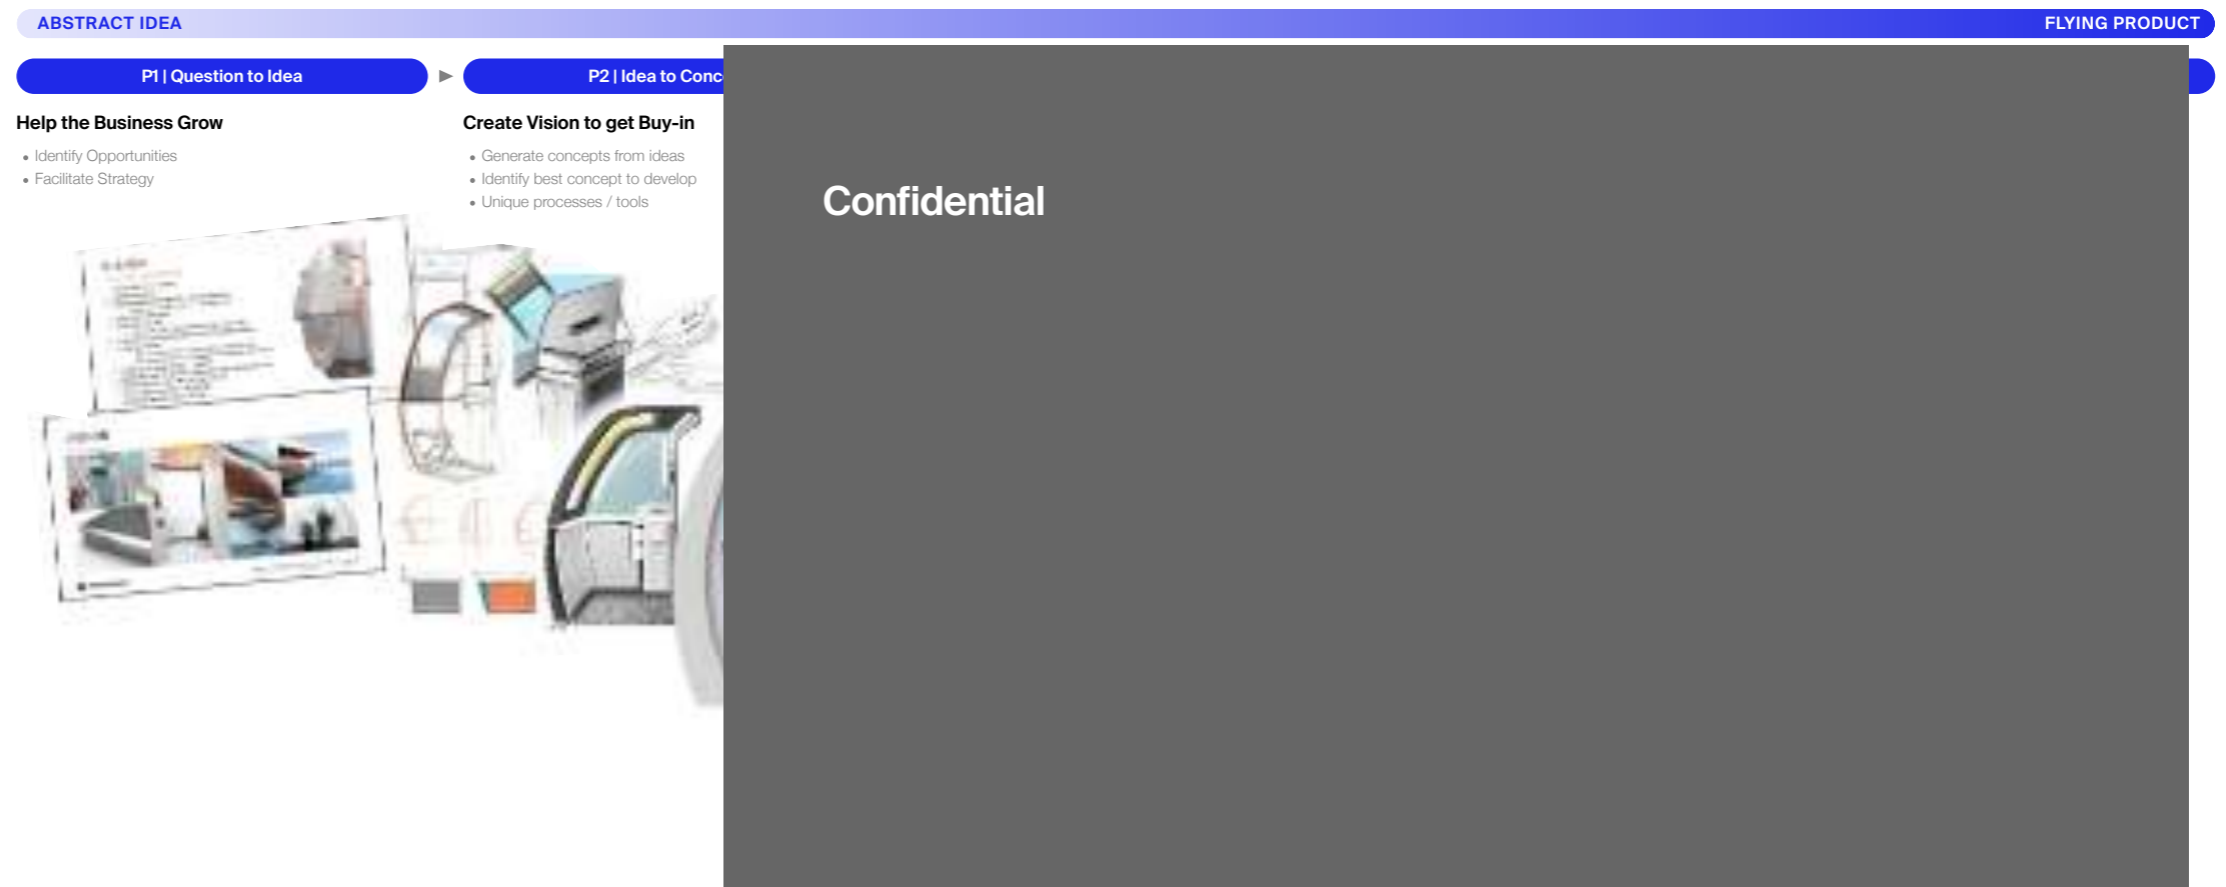 ABSTRACT IDEA
FLYING PRODUCT
P1 | Question to Idea
P2 | Idea to Conc
Help the Business Grow
• Identify Opportunities
• Facilitate Strategy
Create Vision to get Buy-in
• Generate concepts from ideas
• Identify best concept to develop
• Unique processes / tools
Confidential